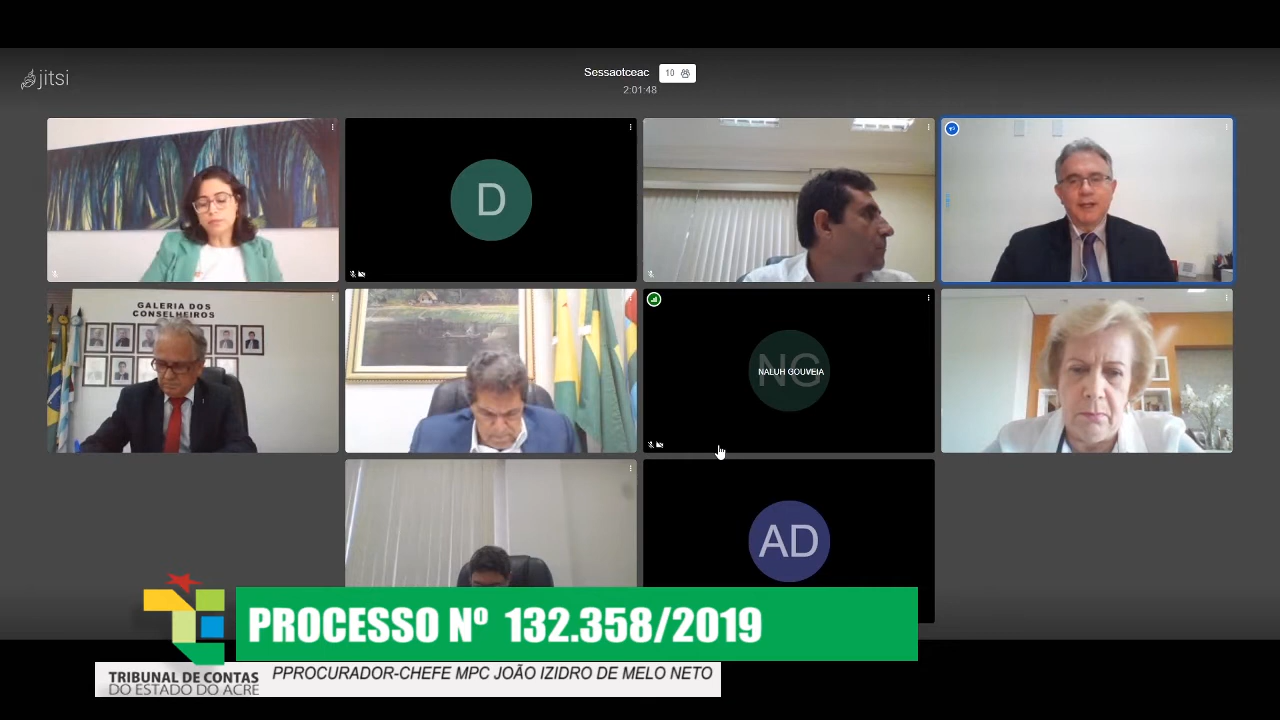 jitsi
Sessaotceac 10
2:01:48
D
GALERIA DOS
CONSELHEIROS
NG
NALUH GOUVEIA
AD
PROCESSO Nº 132.358/2019
TRIBUNAL DE CONTAS
DO ESTADO DO ACRE
PPROCURADOR-CHEFE MPC JOÃO IZIDRO DE MELO NETO